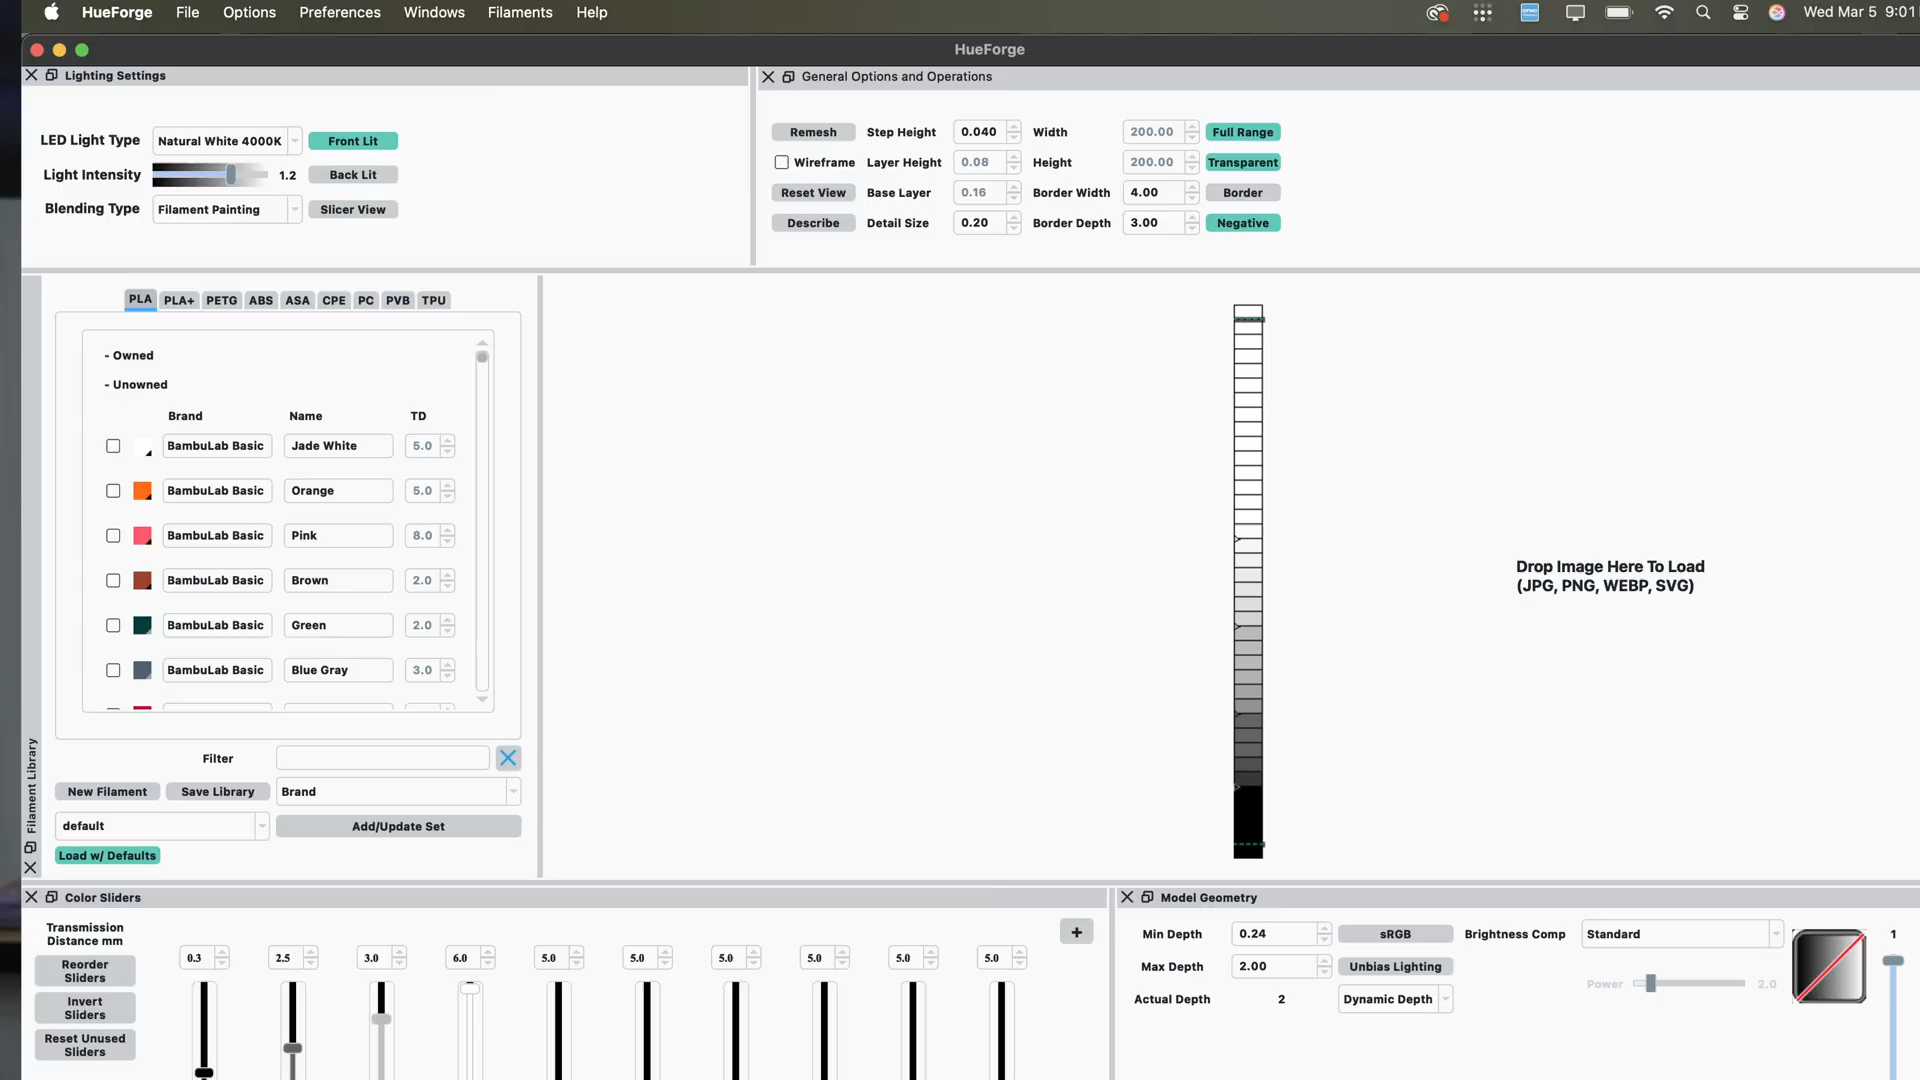 HueForge File Options Preferences Windows Filaments Help Wed Mar 5 9:01
HueForge
Lighting Settings
LED Light Type Natural White 4000K Front Lit
Light Intensity 1.2 Back Lit
Blending Type Filament Painting Slicer View
General Options and Operations
Remesh Step Height 0.040 Width 200.00 Full Range
Wireframe Layer Height 0.08 Height 200.00 Transparent
Reset View Base Layer 0.16 Border Width 4.00 Border
Describe Detail Size 0.20 Border Depth 3.00 Negative
Filament Library
PLA PLA+ PETG ABS ASA CPE PC PVB TPU
- Owned
- Unowned
Brand Name TD
BambuLab Basic Jade White 5.0
BambuLab Basic Orange 5.0
BambuLab Basic Pink 8.0
BambuLab Basic Brown 2.0
BambuLab Basic Green 2.0
BambuLab Basic Blue Gray 3.0
Filter
New Filament Save Library Brand
default Add/Update Set
Load w/ Defaults
Drop Image Here To Load
(JPG, PNG, WEBP, SVG)
Color Sliders
Transmission
Distance mm
0.3 2.5 3.0 6.0 5.0 5.0 5.0 5.0 5.0 5.0
+
Reorder
Sliders
Invert
Sliders
Reset Unused
Sliders
Model Geometry
Min Depth 0.24 sRGB Brightness Comp Standard 1
Max Depth 2.00 Unbias Lighting Power 2.0
Actual Depth 2 Dynamic Depth